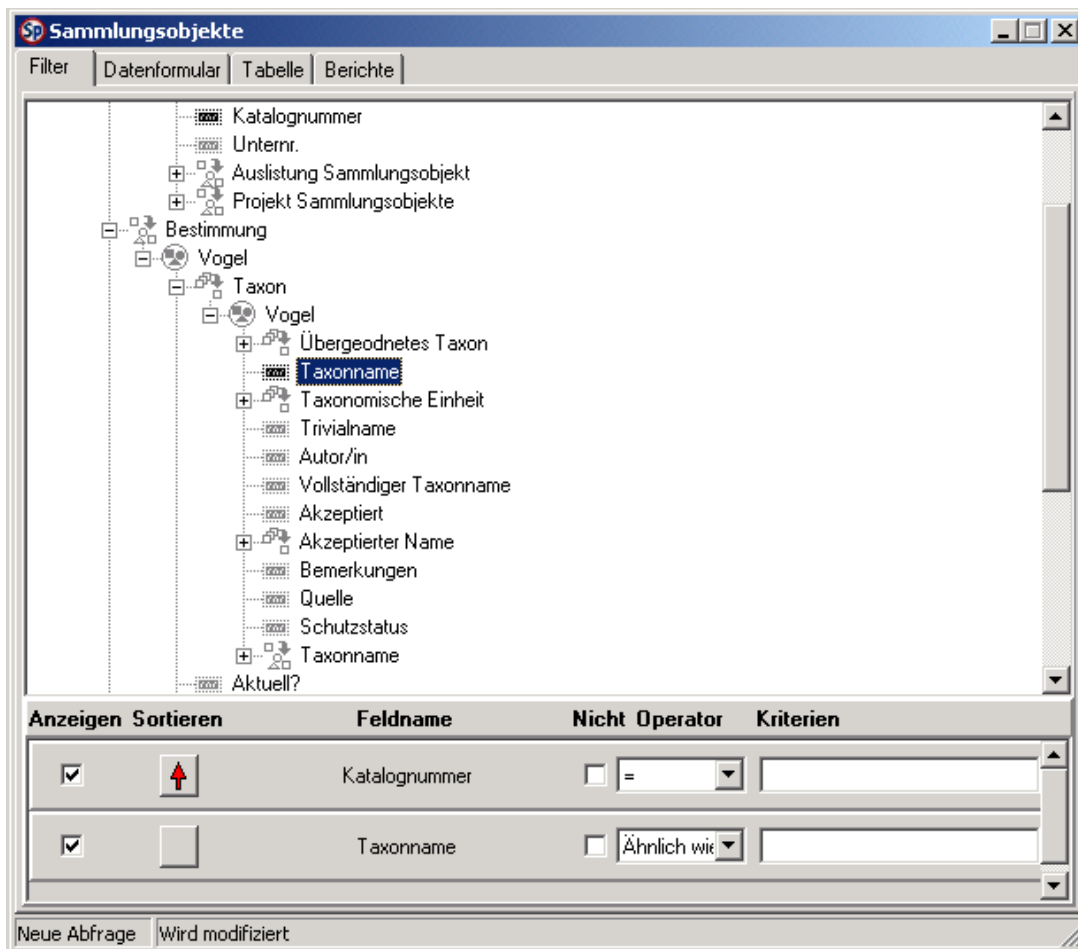 Sp Sammlungsobjekte
Filter Datenformular Tabelle Berichte
Katalognummer
Unternr.
Auslistung Sammlungsobjekt
Projekt Sammlungsobjekte
Bestimmung
Vogel
Taxon
Vogel
Übergeodnetes Taxon
Taxonname
Taxonomische Einheit
Trivialname
Autor/in
Vollständiger Taxonname
Akzeptiert
Akzeptierter Name
Bemerkungen
Quelle
Schutzstatus
Taxonname
Aktuell?
Anzeigen Sortieren Feldname Nicht Operator Kriterien
Katalognummer =
Taxonname Ähnlich wie
Neue Abfrage Wird modifiziert